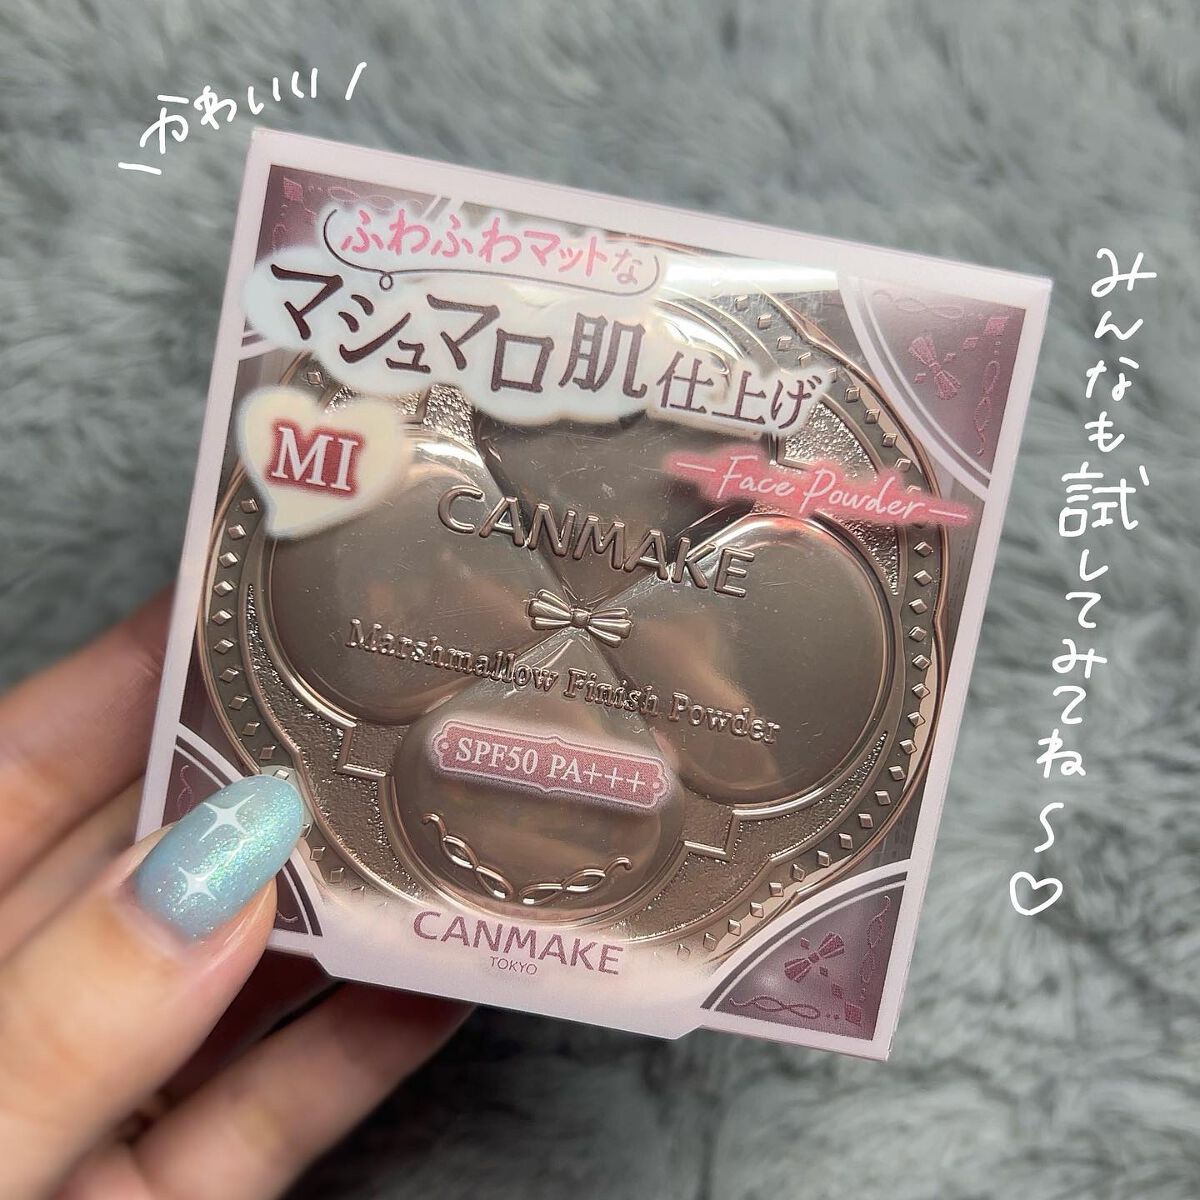 かわいい
ふわふわマットな
マシュマロ肌仕上げ
MI
Face Powder
CANMAKE
Marshmallow Finish Powder
SPF50 PA+++
CANMAKE
TOKYO
みんなも試してみてね〜♡